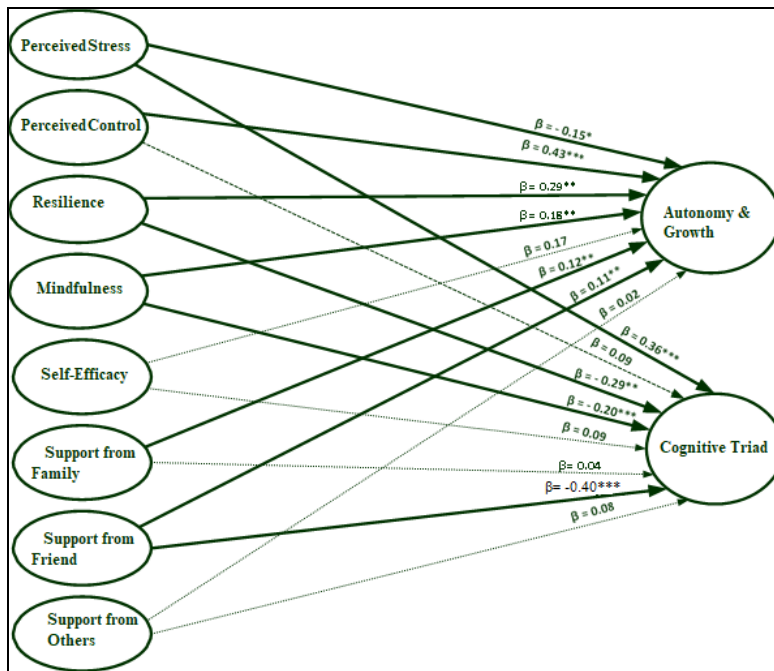 Perceived Stress
Perceived Control
Resilience
Mindfulness
Self-Efficacy
Support from
Family
Support from
Friend
Support from
Others
β = - 0.15*
β = 0.43***
β= 0.29**
β = 0.18**
β = 0.17
β = 0.12**
β = 0.11**
β = 0.02
Autonomy &
Growth
β = 0.36***
β = 0.09
β = - 0.29**
β = - 0.20***
β = 0.09
β= 0.04
β= -0.40***
β = 0.08
Cognitive Triad